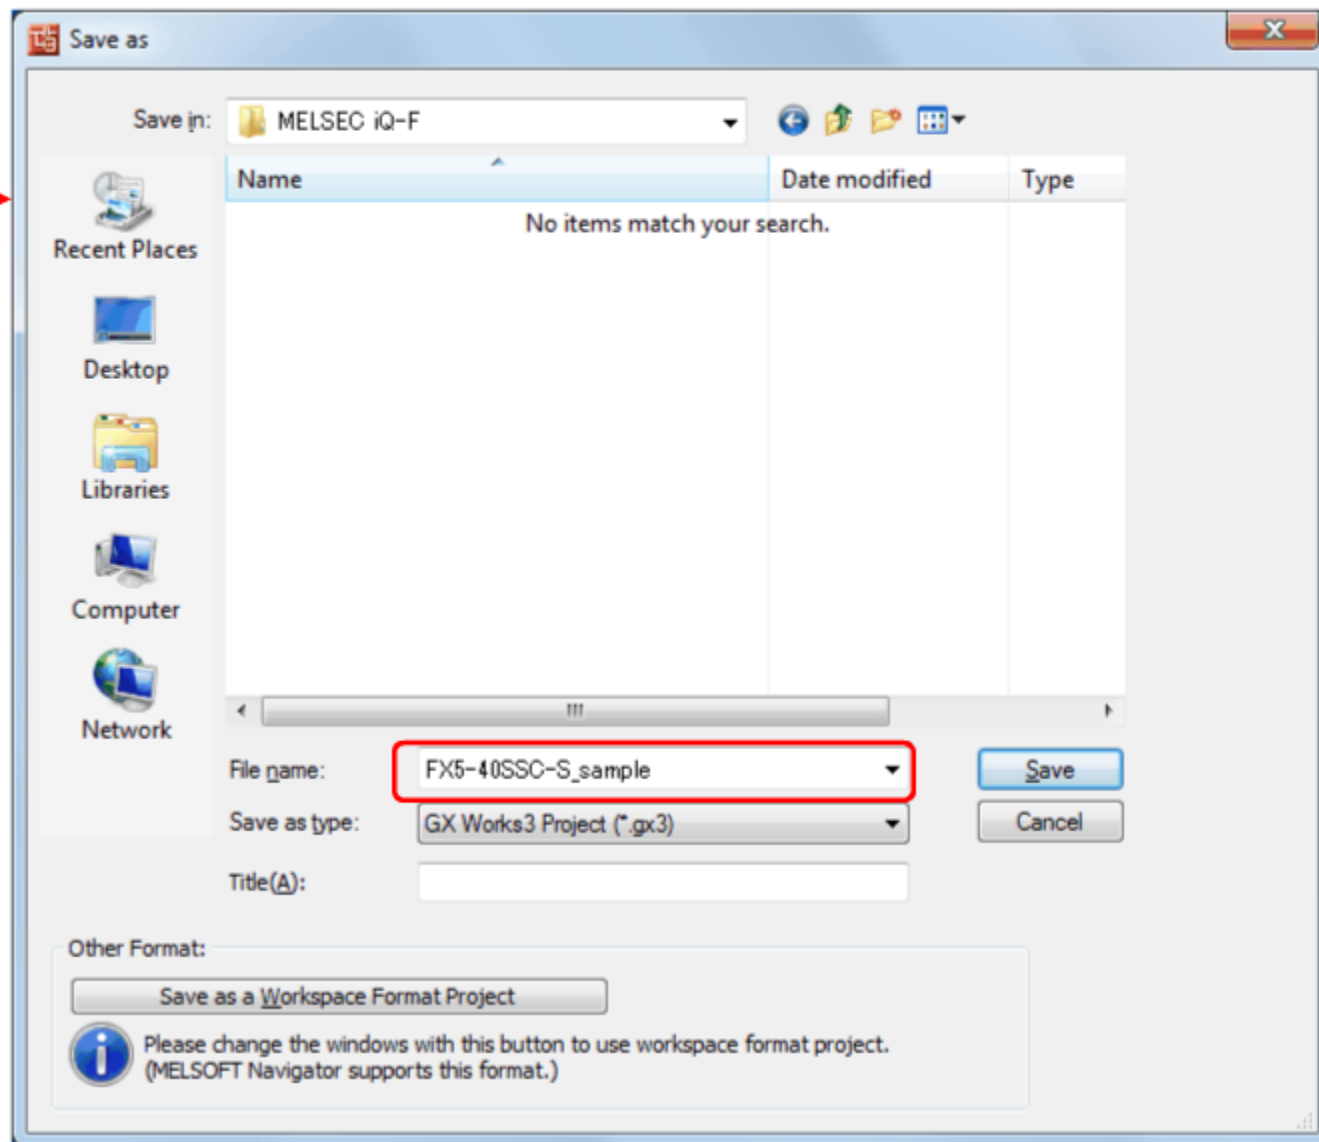 Save as
Save in:
MELSEC iQ-F
Name
Date modified
Type
No items match your search.
Recent Places
Desktop
Libraries
Computer
Network
File name:
FX5-40SSC-S_sample
Save
Save as type:
GX Works3 Project (*.gx3)
Cancel
Title(A):
Other Format:
Save as a Workspace Format Project
Please change the windows with this button to use workspace format project.
(MELSOFT Navigator supports this format.)